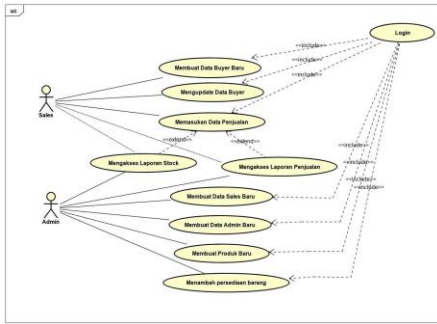 Login
<<include>>
<<include>>
<<include>>
Membuat Data Buyer Baru
Mengupdate Data Buyer
Memasukan Data Penjualan
Sales
<<extend>>
<<extend>>
<<include>>
<<include>>
<<include>>
<<include>>
Mengakses Laporan Stock
Mengakses Laporan Penjualan
Membuat Data Sales Baru
Admin
Membuat Data Admin Baru
Membuat Produk Baru
Menambah persediaan barang